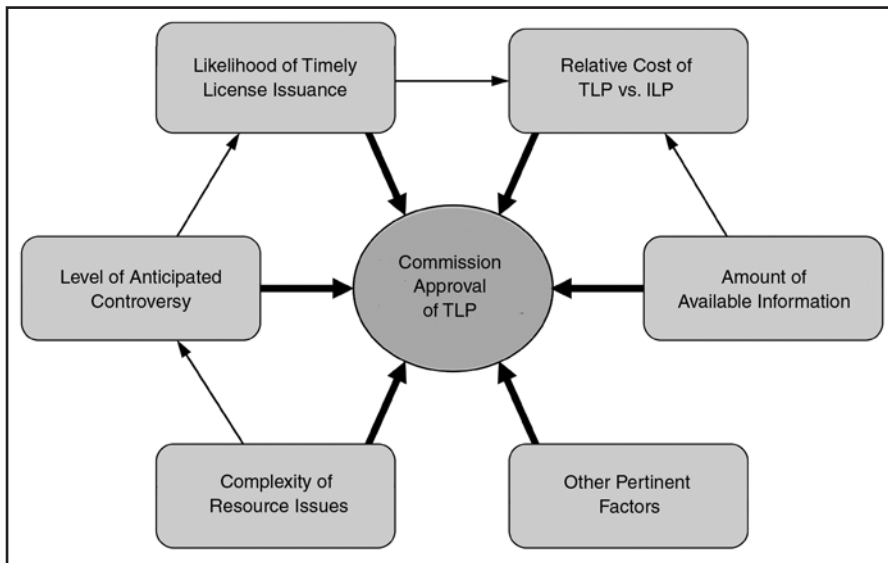 Likelihood of Timely
License Issuance
Relative Cost of
TLP vs. ILP
Level of Anticipated
Controversy
Commission
Approval
of TLP
Amount of
Available Information
Complexity of
Resource Issues
Other Pertinent
Factors